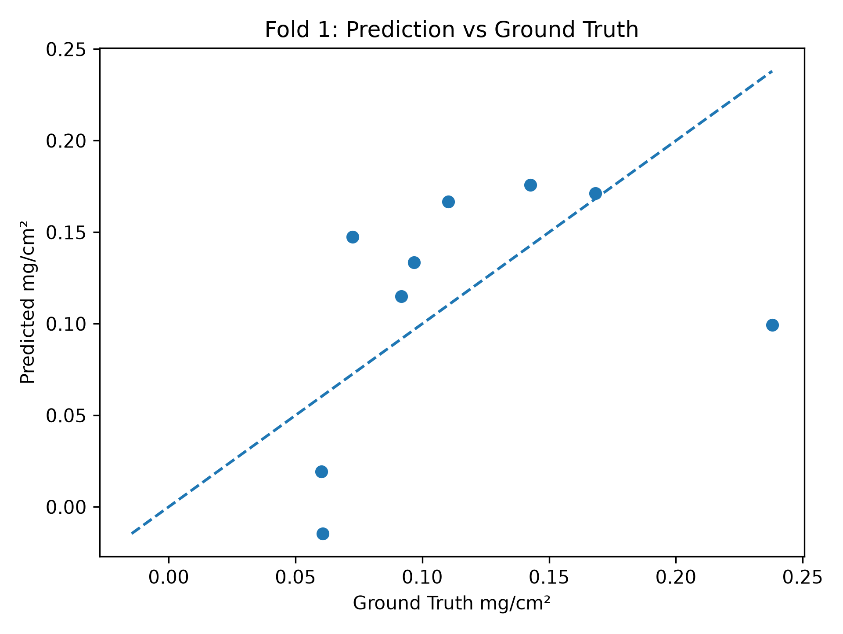 Fold 1: Prediction vs Ground Truth
0.25
0.20
0.15
0.10
0.05
0.00
Predicted mg/cm²
0.00 0.05 0.10 0.15 0.20 0.25
Ground Truth mg/cm²